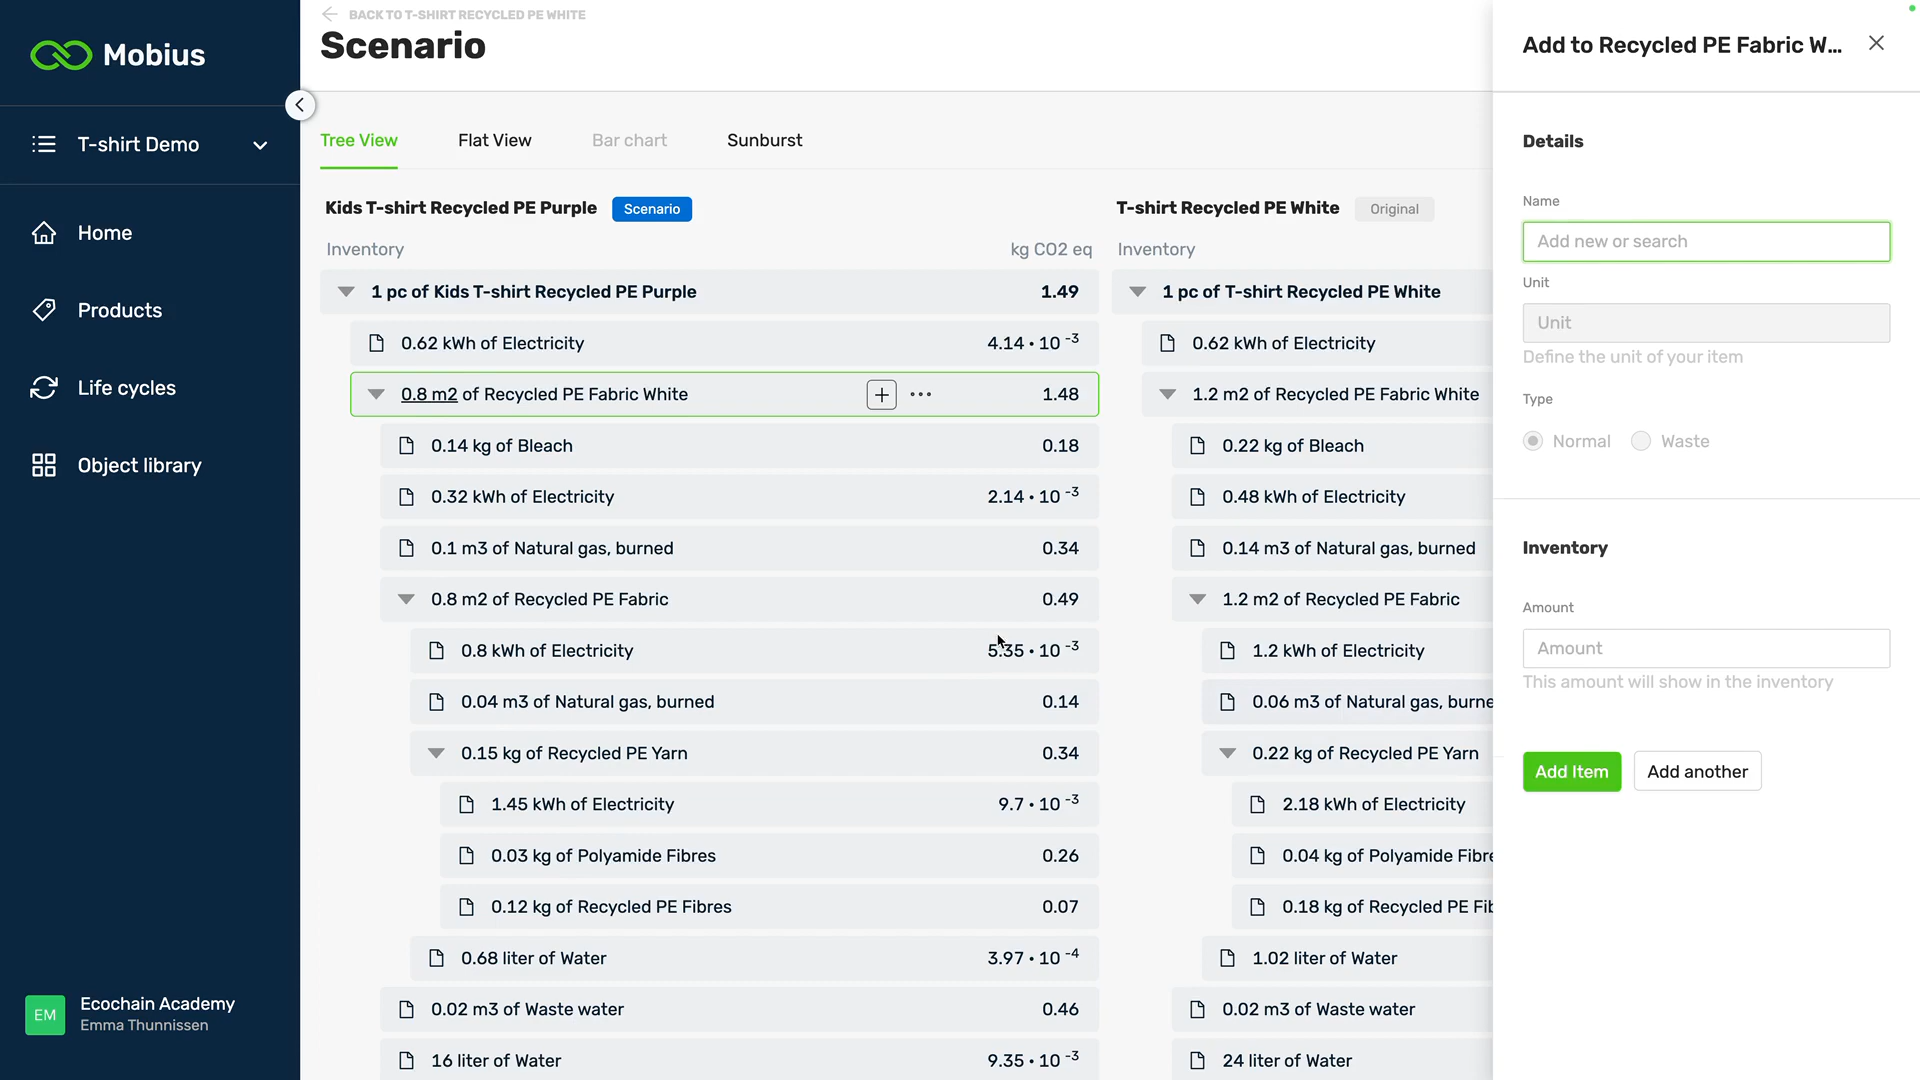 Mobius
T-shirt Demo
Home
Products
Life cycles
Object library
EM
Ecochain Academy
Emma Thunnissen
BACK TO T-SHIRT RECYCLED PE WHITE
Scenario
Tree View Flat View Bar chart Sunburst
Kids T-shirt Recycled PE Purple Scenario
Inventory kg CO2 eq
1 pc of Kids T-shirt Recycled PE Purple 1.49
0.62 kWh of Electricity 4.14 • 10 -3
0.8 m2 of Recycled PE Fabric White + ••• 1.48
0.14 kg of Bleach 0.18
0.32 kWh of Electricity 2.14 • 10 -3
0.1 m3 of Natural gas, burned 0.34
0.8 m2 of Recycled PE Fabric 0.49
0.8 kWh of Electricity 5.35 • 10 -3
0.04 m3 of Natural gas, burned 0.14
0.15 kg of Recycled PE Yarn 0.34
1.45 kWh of Electricity 9.7 • 10 -3
0.03 kg of Polyamide Fibres 0.26
0.12 kg of Recycled PE Fibres 0.07
0.68 liter of Water 3.97 • 10 -4
0.02 m3 of Waste water 0.46
16 liter of Water 9.35 • 10 -3
T-shirt Recycled PE White Original
Inventory
1 pc of T-shirt Recycled PE White
0.62 kWh of Electricity
1.2 m2 of Recycled PE Fabric White
0.22 kg of Bleach
0.48 kWh of Electricity
0.14 m3 of Natural gas, burned
1.2 m2 of Recycled PE Fabric
1.2 kWh of Electricity
0.06 m3 of Natural gas, burne
0.22 kg of Recycled PE Yarn
2.18 kWh of Electricity
0.04 kg of Polyamide Fibre
0.18 kg of Recycled PE Fib
1.02 liter of Water
0.02 m3 of Waste water
24 liter of Water
Add to Recycled PE Fabric W...
Details
Name
Add new or search
Unit
Unit
Define the unit of your item
Type
Normal Waste
Inventory
Amount
Amount
This amount will show in the inventory
Add Item Add another